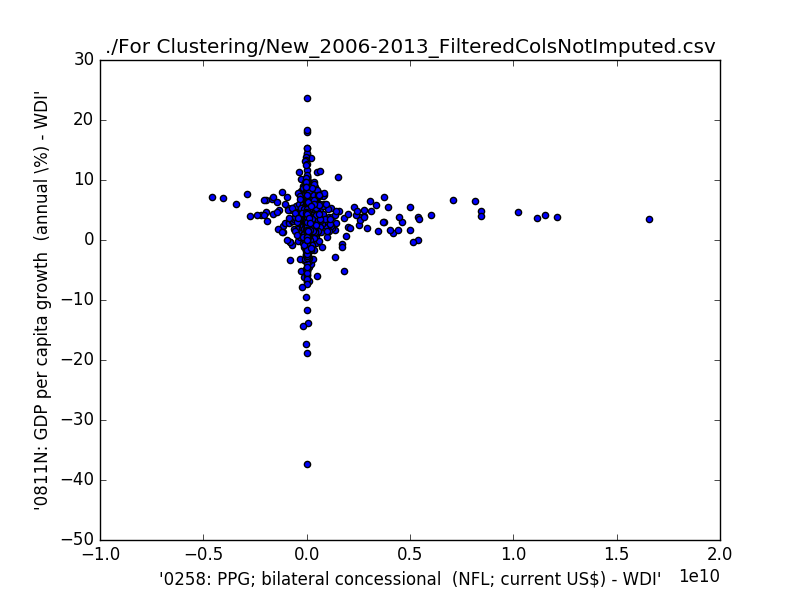 ./For Clustering/New_2006-2013_FilteredColsNotImputed.csv
'0811N: GDP per capita growth  (annual \%) - WDI'
30
20
10
0
−10
−20
−30
−40
−50
−1.0 −0.5 0.0 0.5 1.0 1.5 2.0
1e10
'0258: PPG; bilateral concessional  (NFL; current US$) - WDI'